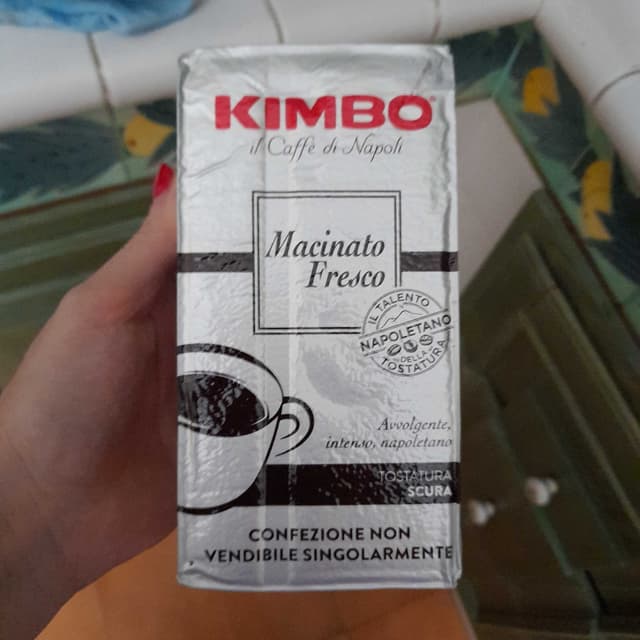 KIMBO®
il Caffè di Napoli
Macinato
Fresco
IL TALENTO
NAPOLETANO
DELLA
TOSTATURA
Avvolgente,
intenso, napoletano
TOSTATURA
SCURA
CONFEZIONE NON
VENDIBILE SINGOLARMENTE